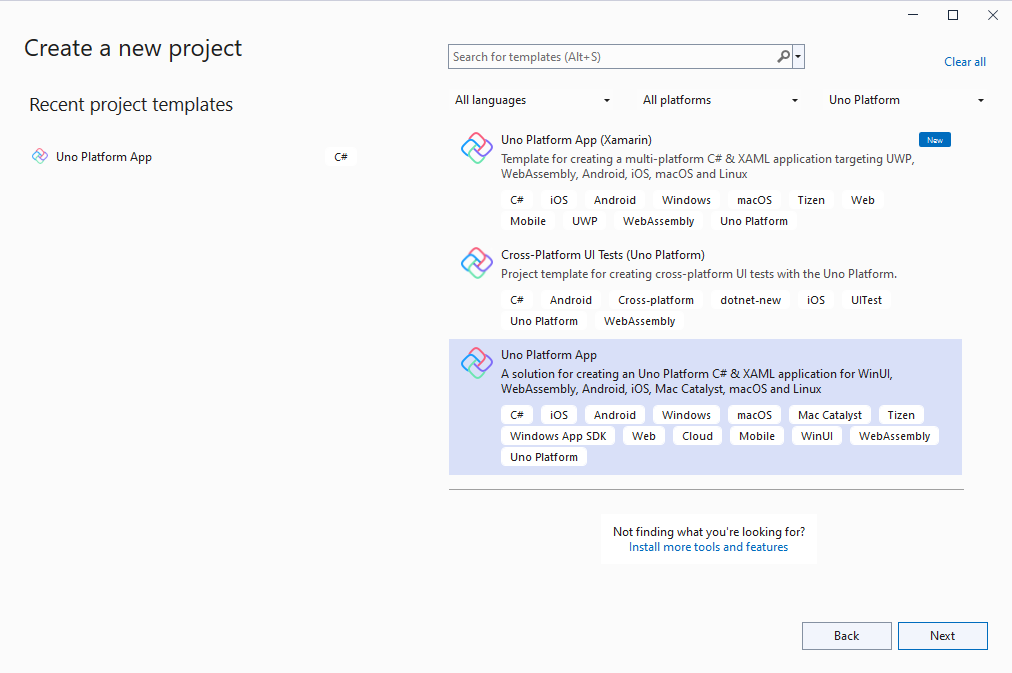 Create a new project
Search for templates (Alt+S)
Clear all
Recent project templates
All languages
All platforms
Uno Platform
Uno Platform App
C#
Uno Platform App (Xamarin)
New
Template for creating a multi-platform C# & XAML application targeting UWP,
WebAssembly, Android, iOS, macOS and Linux
C# iOS Android Windows macOS Tizen Web
Mobile UWP WebAssembly Uno Platform
Cross-Platform UI Tests (Uno Platform)
Project template for creating cross-platform UI tests with the Uno Platform.
C# Android Cross-platform dotnet-new iOS UITest
Uno Platform WebAssembly
Uno Platform App
A solution for creating an Uno Platform C# & XAML application for WinUI,
WebAssembly, Android, iOS, Mac Catalyst, macOS and Linux
C# iOS Android Windows macOS Mac Catalyst Tizen
Windows App SDK Web Cloud Mobile WinUI WebAssembly
Uno Platform
Not finding what you're looking for?
Install more tools and features
Back
Next